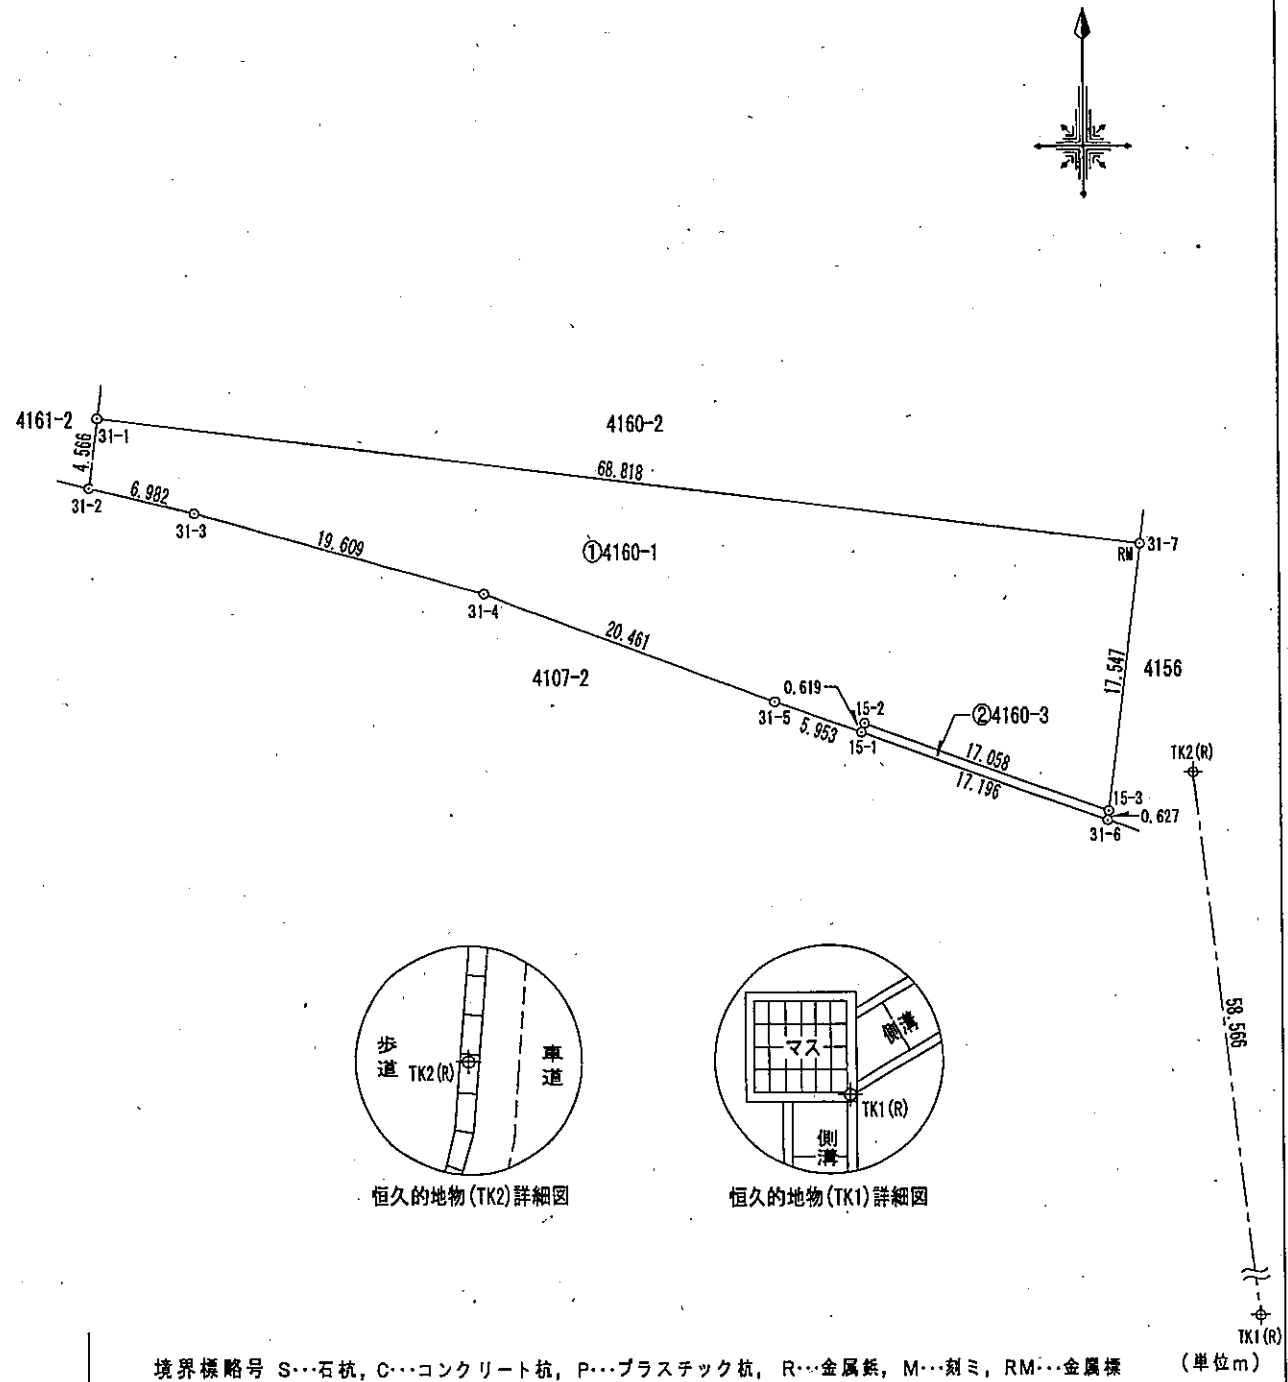 4161-2
31-1
4160-2
4.566
68.818
31-2
6.982
31-3
19.609
①4160-1
31-7
RM
31-4
20.461
4107-2
17.547
4156
0.619
15-2
②4160-3
31-5
5.953
15-1
17.058
17.196
TK2(R)
15-3
0.627
31-6
58.566
歩道
TK2(R)
車道
マス
側溝
TK1(R)
側溝
恒久的地物(TK2)詳細図
恒久的地物(TK1)詳細図
TK1(R)
境界標略号 S…石杭, C…コンクリート杭, P…プラスチック杭, R…金属鋲, M…刻ミ, RM…金属標
(単位m)